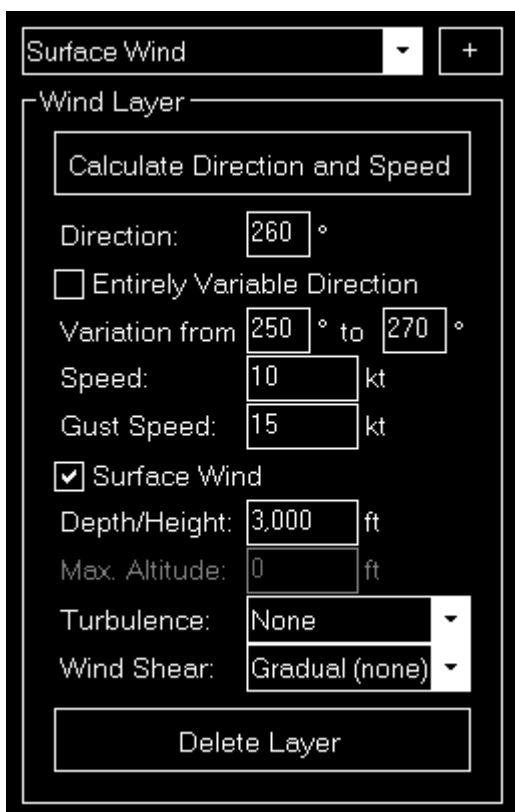 Surface Wind +
Wind Layer
Calculate Direction and Speed
Direction: 260 °
Entirely Variable Direction
Variation from 250 ° to 270 °
Speed: 10 kt
Gust Speed: 15 kt
Surface Wind
Depth/Height: 3,000 ft
Max. Altitude: 0 ft
Turbulence: None
Wind Shear: Gradual (none)
Delete Layer